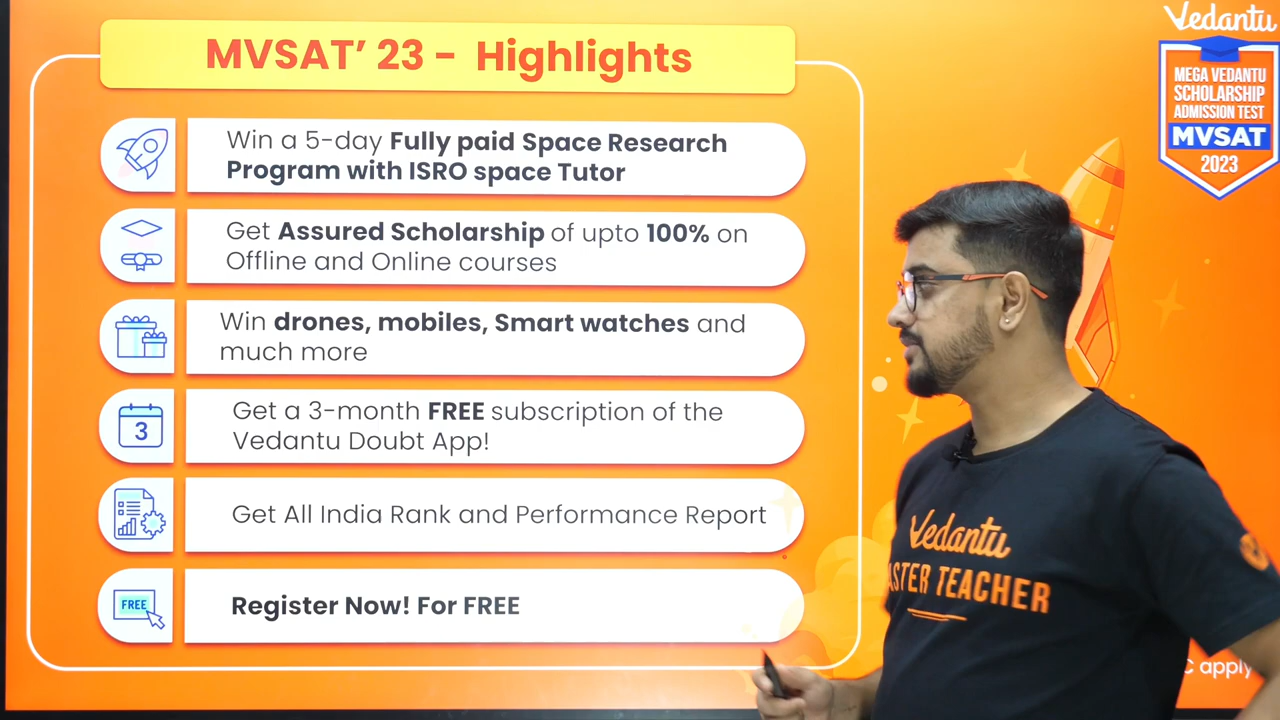 MVSAT’ 23 - Highlights
Win a 5-day Fully paid Space Research
Program with ISRO space Tutor
Get Assured Scholarship of upto 100% on
Offline and Online courses
Win drones, mobiles, Smart watches and
much more
3
Get a 3-month FREE subscription of the
Vedantu Doubt App!
Get All India Rank and Performance Report
FREE
Register Now! For FREE
Vedantu
MEGA VEDANTU
SCHOLARSHIP
ADMISSION TEST
MVSAT
2023
Vedantu
TEACHER
apply